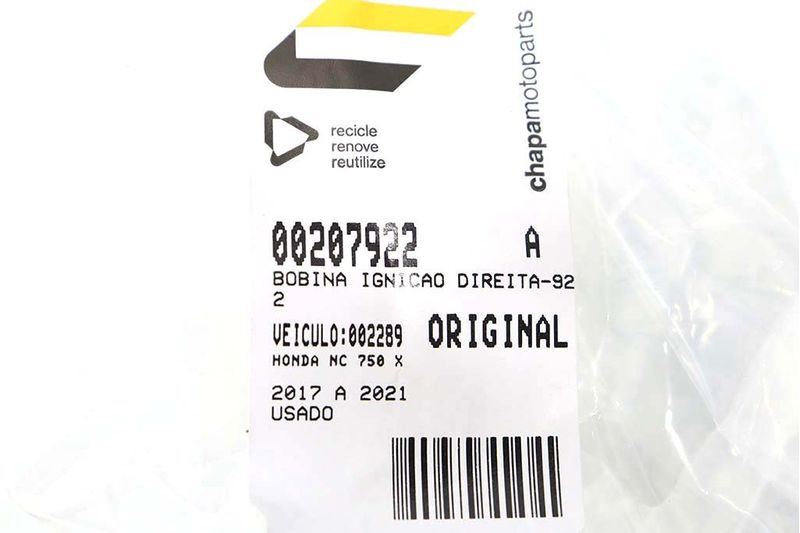 chapamotoparts
recicle
renove
reutilize
00207922 A
BOBINA IGNICAO DIREITA-92
2
VEICULO:002289 ORIGINAL
HONDA NC 750 X
2017 A 2021
USADO